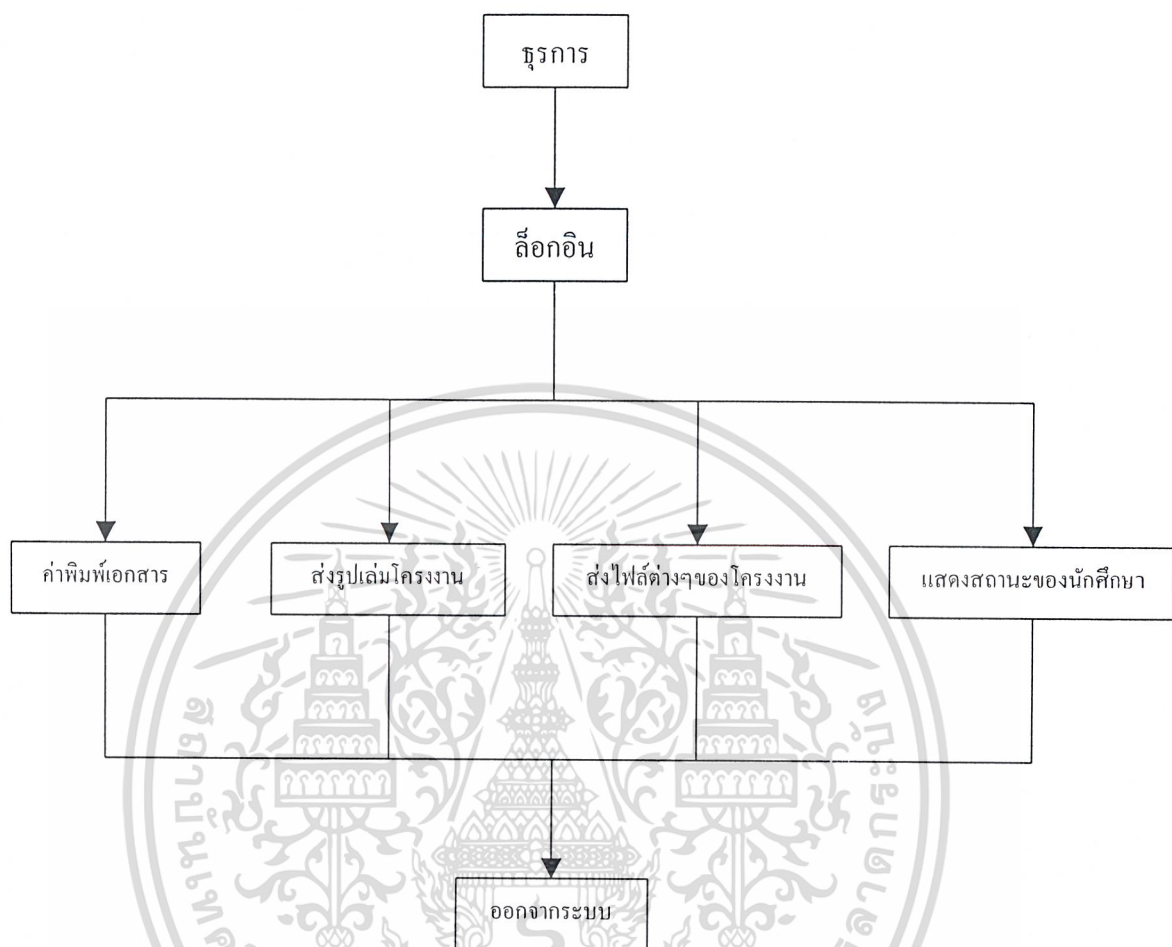 ธุรการ
ล็อกอิน
ค่าพิมพ์เอกสาร
ส่งรูปเล่มโครงงาน
ส่งไฟล์ต่างๆของโครงงาน
แสดงสถานะของนักศึกษา
ออกจากระบบ